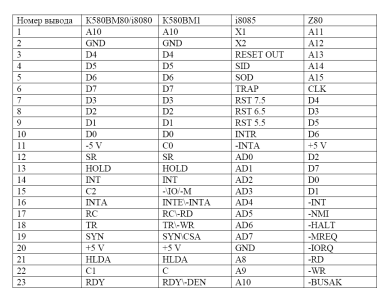 Номер вывода К580ВМ80/i8080 К580ВМ1 i8085 Z80
1 A10 A10 X1 A11
2 GND GND X2 A12
3 D4 D4 RESET OUT A13
4 D5 D5 SID A14
5 D6 D6 SOD A15
6 D7 D7 TRAP CLK
7 D3 D3 RST 7.5 D4
8 D2 D2 RST 6.5 D3
9 D1 D1 RST 5.5 D5
10 D0 D0 INTR D6
11 -5 V C0 -INTA +5 V
12 SR SR AD0 D2
13 HOLD HOLD AD1 D7
14 INT INT AD2 D0
15 C2 -\IO/-M AD3 D1
16 INTA INTE\-INTA AD4 -INT
17 RC RC\-RD AD5 -NMI
18 TR TR\-WR AD6 -HALT
19 SYN SYN\CSA AD7 -MREQ
20 +5 V +5 V GND -IORQ
21 HLDA HLDA A8 -RD
22 C1 C A9 -WR
23 RDY RDY\-DEN A10 -BUSAK